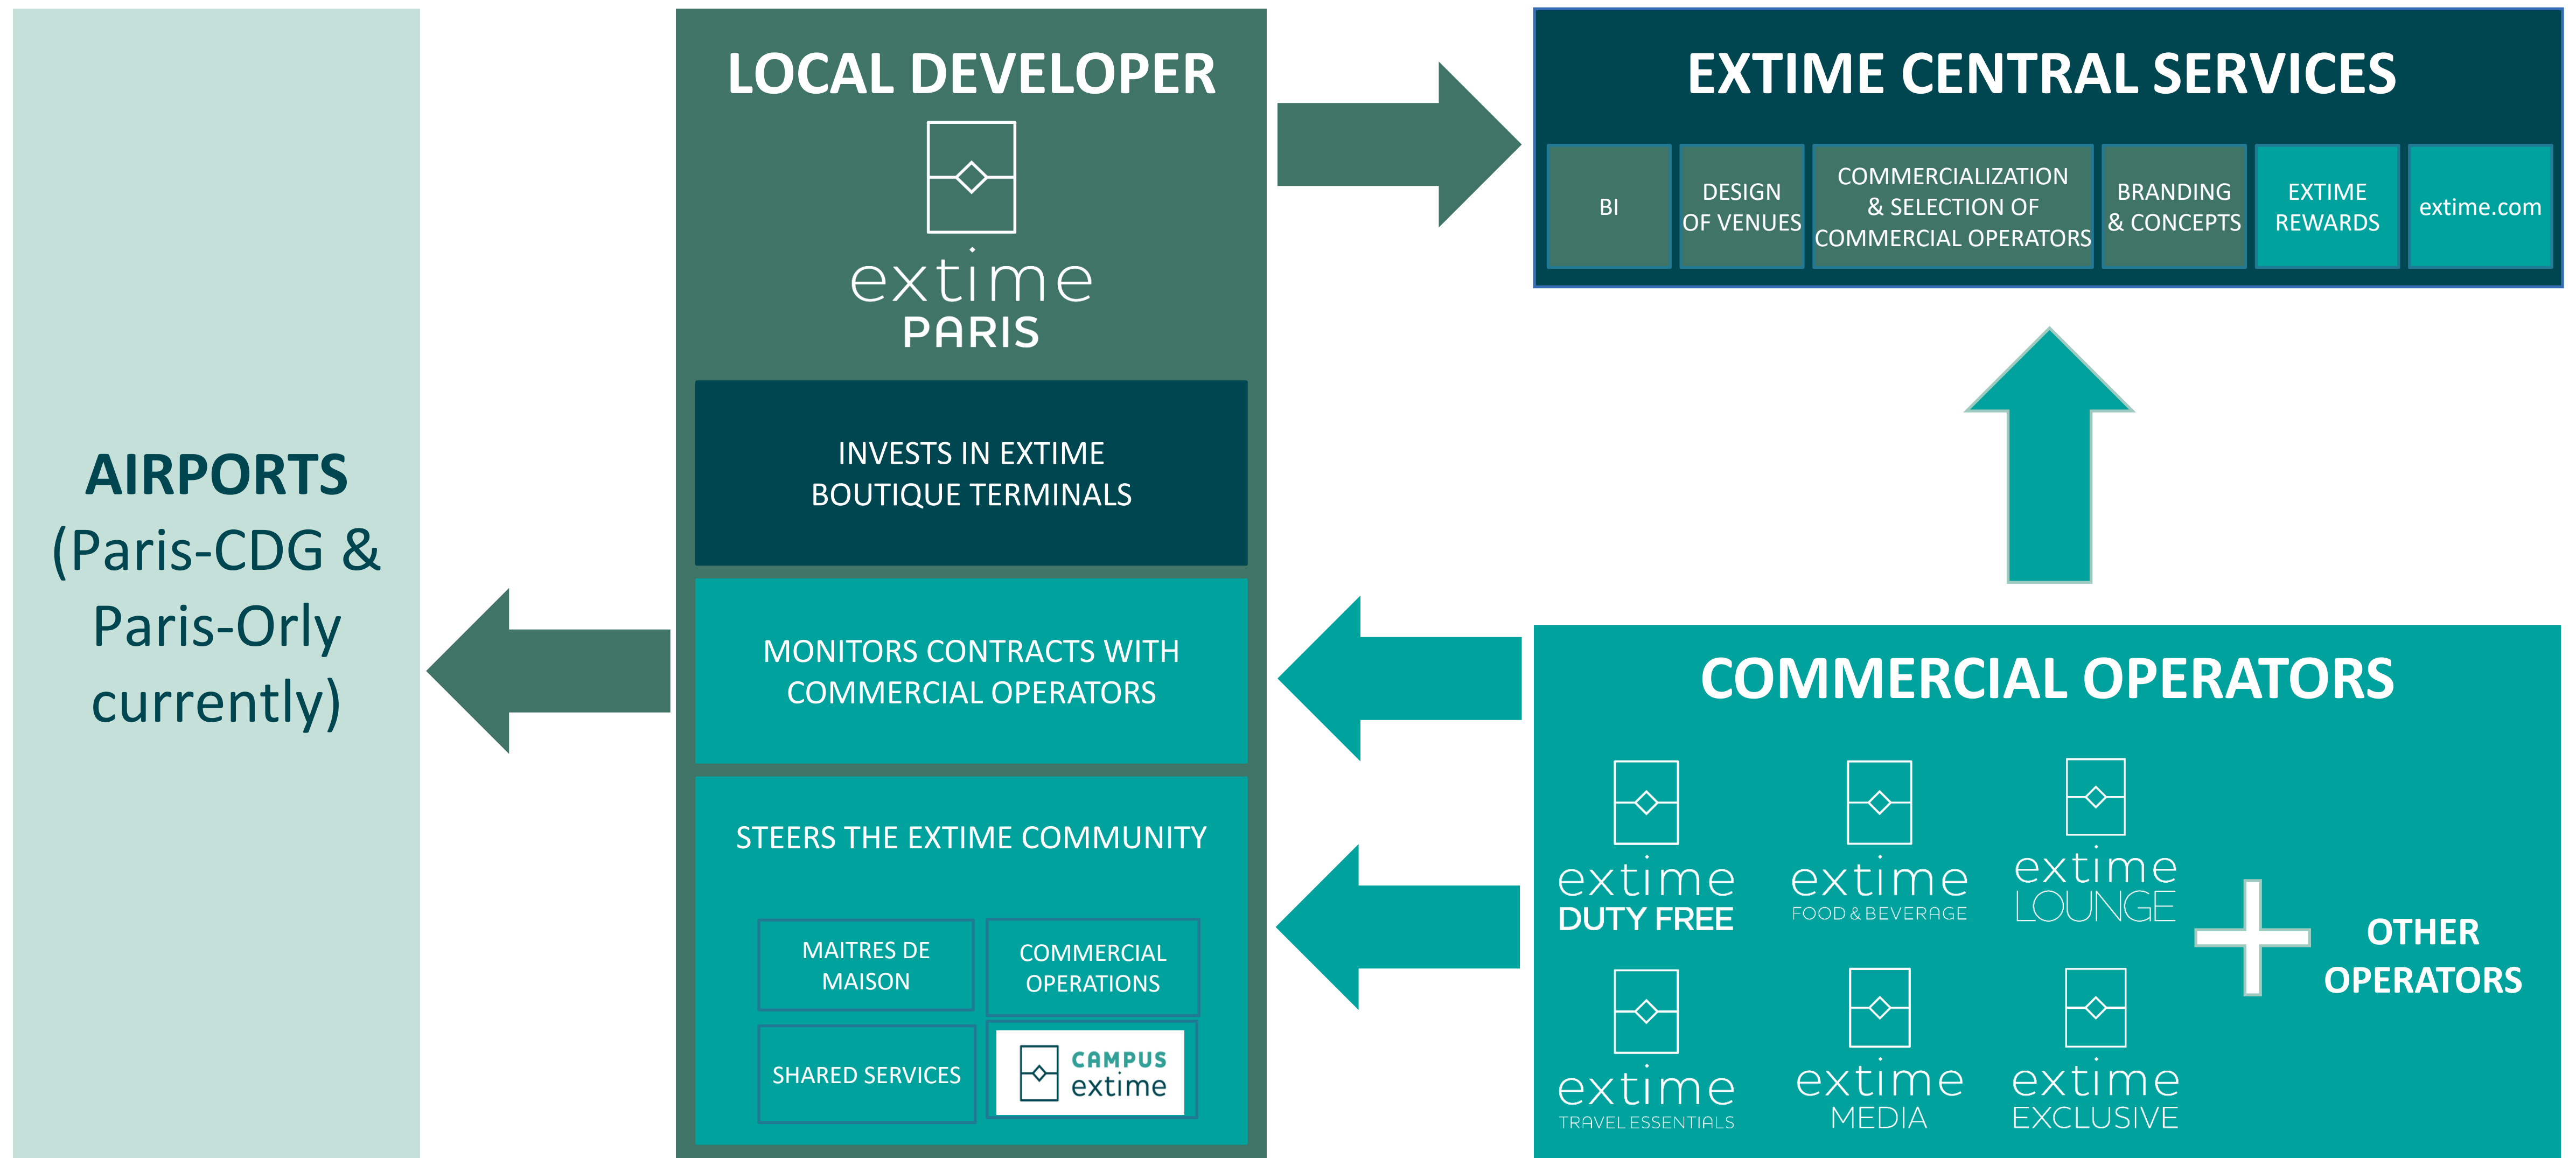 AIRPORTS
(Paris-CDG &
Paris-Orly
currently)
LOCAL DEVELOPER
extime
PARIS
INVESTS IN EXTIME
BOUTIQUE TERMINALS
MONITORS CONTRACTS WITH
COMMERCIAL OPERATORS
STEERS THE EXTIME COMMUNITY
MAITRES DE
MAISON
COMMERCIAL
OPERATIONS
SHARED SERVICES
CAMPUS
extime
EXTIME CENTRAL SERVICES
BI
DESIGN
OF VENUES
COMMERCIALIZATION
& SELECTION OF
COMMERCIAL OPERATORS
BRANDING
& CONCEPTS
EXTIME
REWARDS
extime.com
COMMERCIAL OPERATORS
extime
DUTY FREE
extime
FOOD & BEVERAGE
extime
LOUNGE
extime
TRAVEL ESSENTIALS
extime
MEDIA
extime
EXCLUSIVE
OTHER
OPERATORS